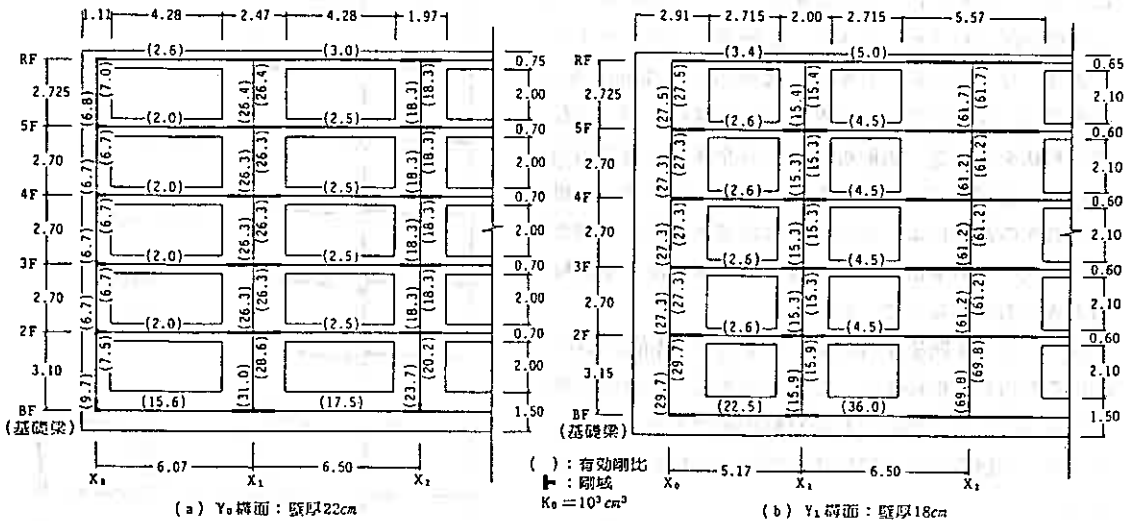 1.11 4.28 2.47 4.28 1.97
(2.6) (3.0)
RF 2.725 5F 2.70 4F 2.70 3F 2.70 2F 3.10 BF
(基礎梁)
(6.8) (7.0) (26.4) (26.4) (18.3) (18.3)
(2.0) (2.5)
(6.7) (6.7) (26.3) (26.3) (18.3) (18.3)
(2.0) (2.5)
(6.7) (6.7) (26.3) (26.3) (18.3) (18.3)
(2.0) (2.5)
(6.7) (6.7) (26.3) (26.3) (18.3) (18.3)
(2.0) (2.5)
(9.7) (7.5) (31.0) (28.6) (23.7) (20.2)
(15.6) (17.5)
0.75 2.00 0.70 2.00 0.70 2.00 0.70 2.00 0.70 2.00 1.50
6.07 6.50
X₀ X₁ X₂
(a) Y₀構面:壁厚22cm
( ):有効剛比
:剛域
K₀=10³cm³
2.91 2.715 2.00 2.715 5.57
(3.4) (5.0)
RF 2.725 5F 2.70 4F 2.70 3F 2.70 2F 3.15 BF
(基礎梁)
(27.5) (27.5) (15.4) (15.4) (61.7) (61.7)
(2.6) (4.5)
(27.3) (27.3) (15.3) (15.3) (61.2) (61.2)
(2.6) (4.5)
(27.3) (27.3) (15.3) (15.3) (61.2) (61.2)
(2.6) (4.5)
(27.3) (27.3) (15.3) (15.3) (61.2) (61.2)
(2.6) (4.5)
(29.7) (29.7) (15.9) (15.9) (69.8) (69.8)
(22.5) (36.0)
0.65 2.10 0.60 2.10 0.60 2.10 0.60 2.10 0.60 2.10 1.50
5.17 6.50
X₀ X₁ X₂
(b) Y₁構面:壁厚18cm